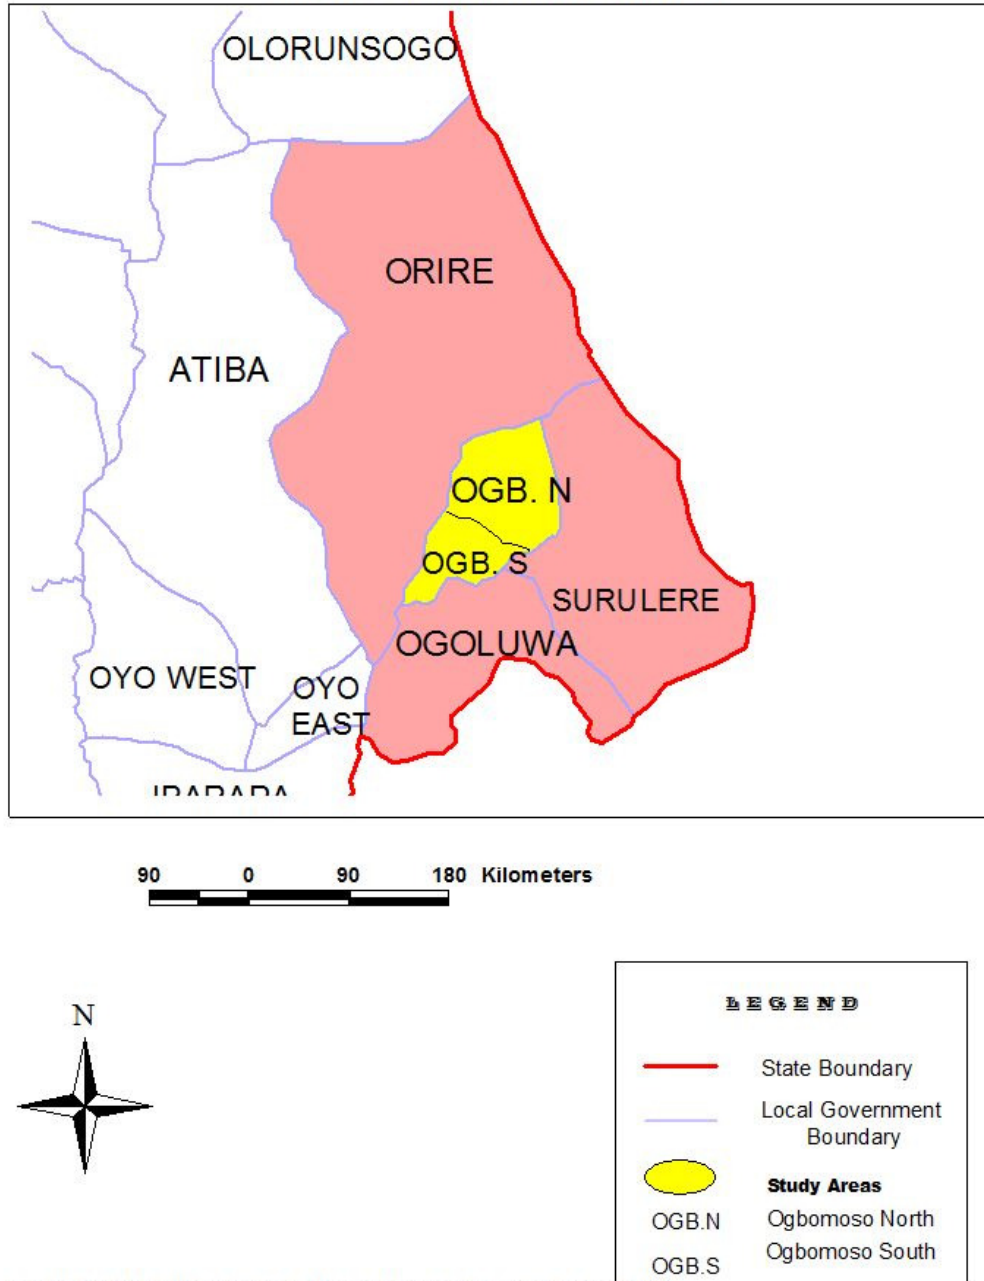 OLORUNSOGO
ORIRE
ATIBA
OGB. N
OGB. S
SURULERE
OGOLUWA
OYO WEST
OYO
EAST
90 0 90 180 Kilometers
N
LEGEND
State Boundary
Local Government
Boundary
Study Areas
OGB.N Ogbomoso North
OGB.S Ogbomoso South